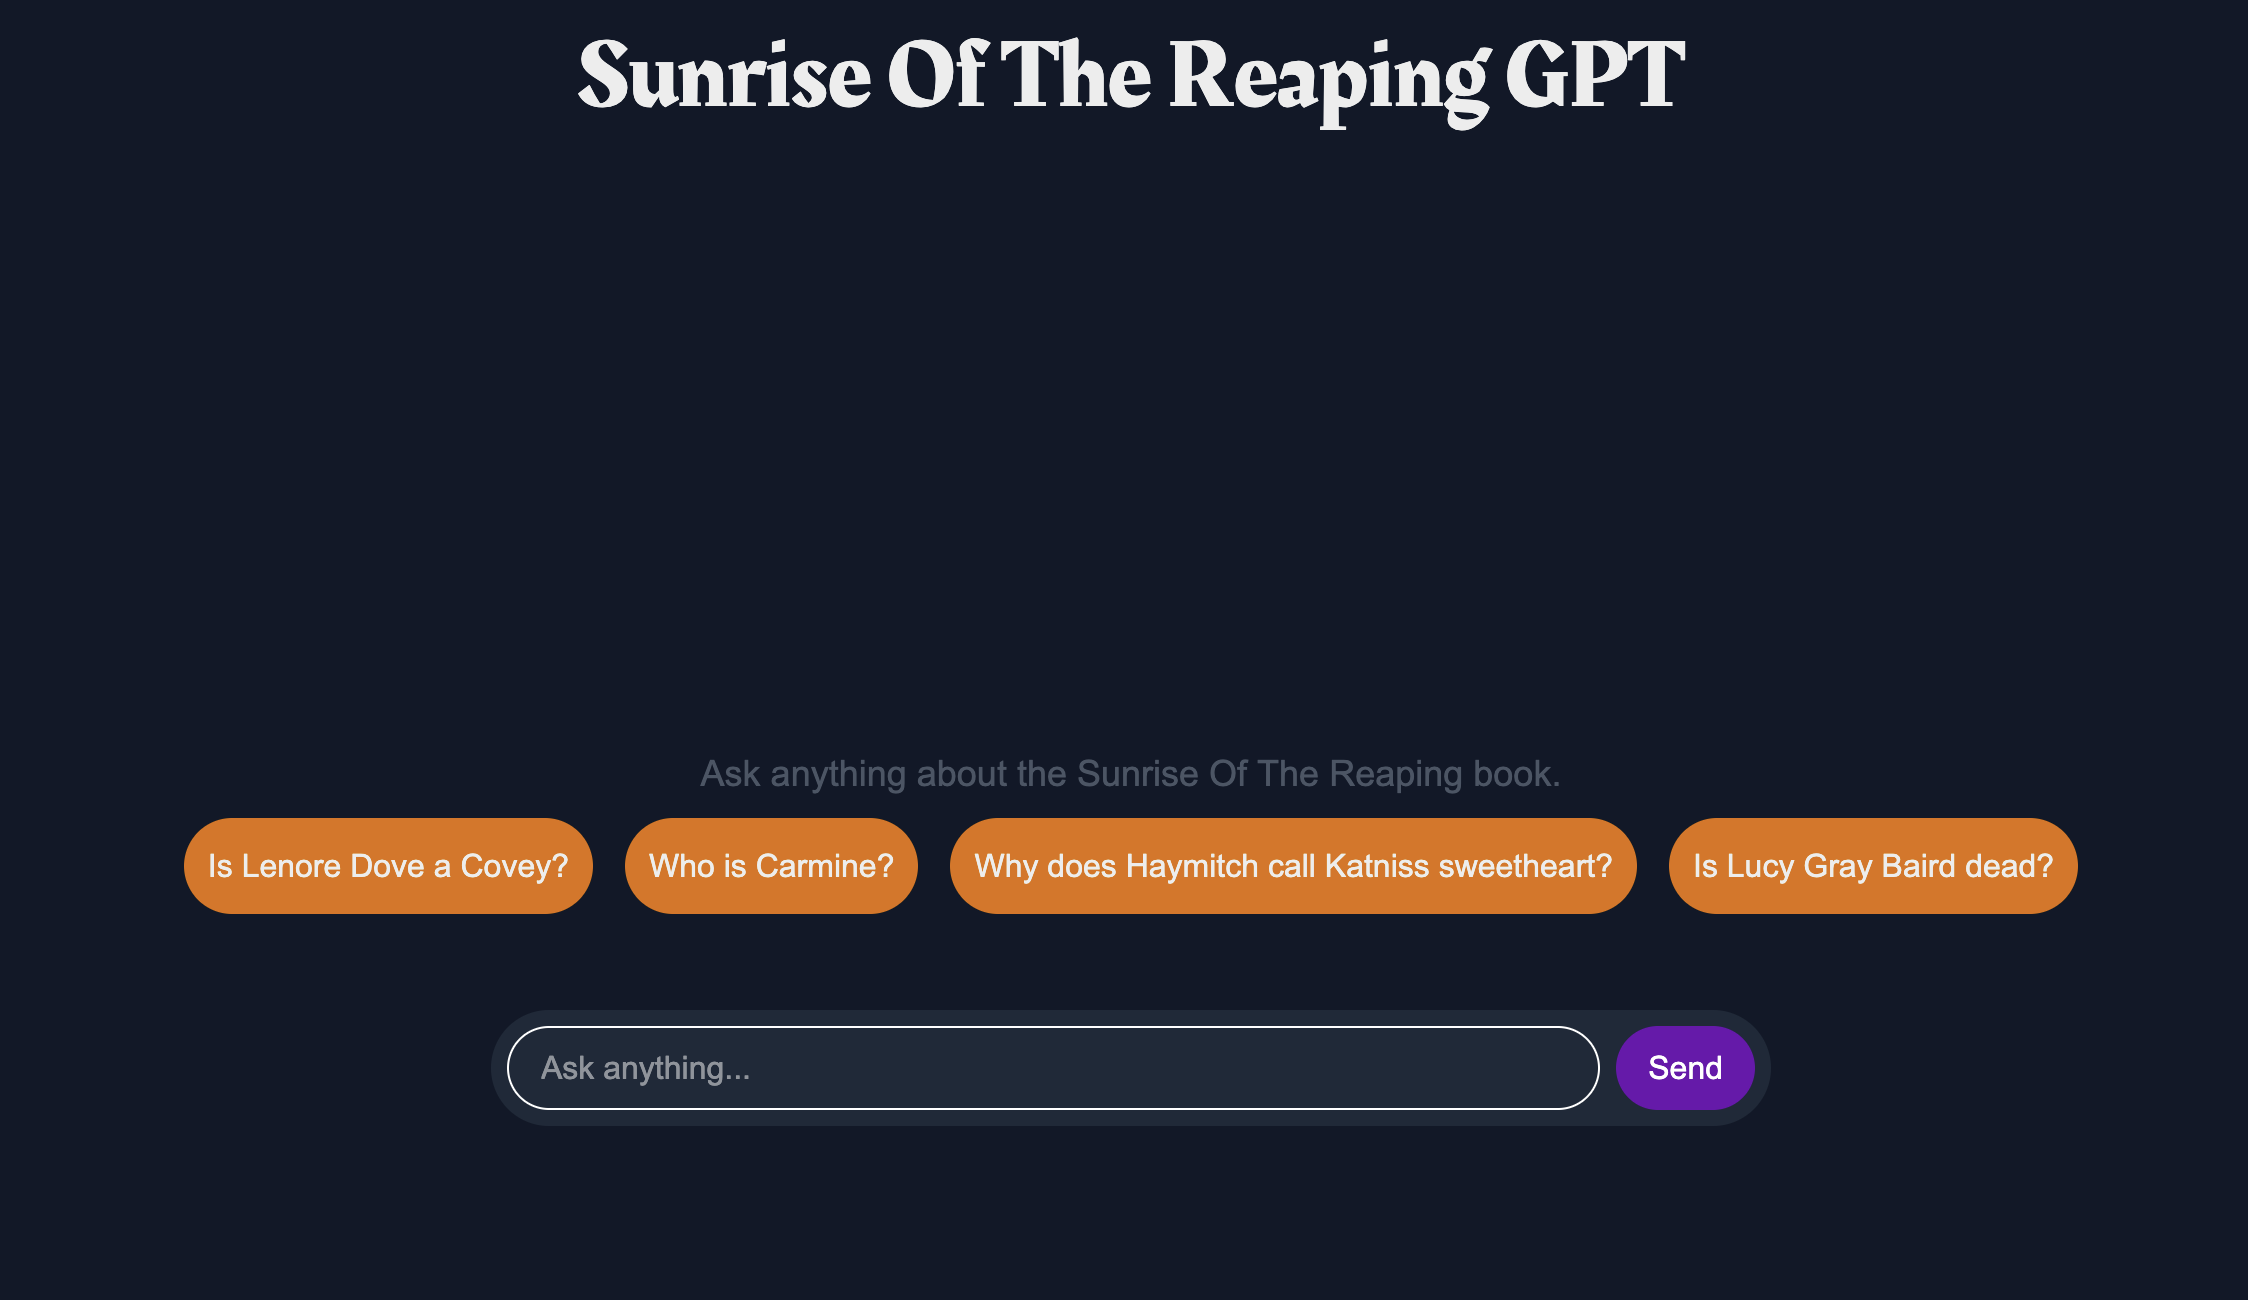 Sunrise Of The Reaping GPT
Ask anything about the Sunrise Of The Reaping book.
Is Lenore Dove a Covey?
Who is Carmine?
Why does Haymitch call Katniss sweetheart?
Is Lucy Gray Baird dead?
Ask anything...
Send